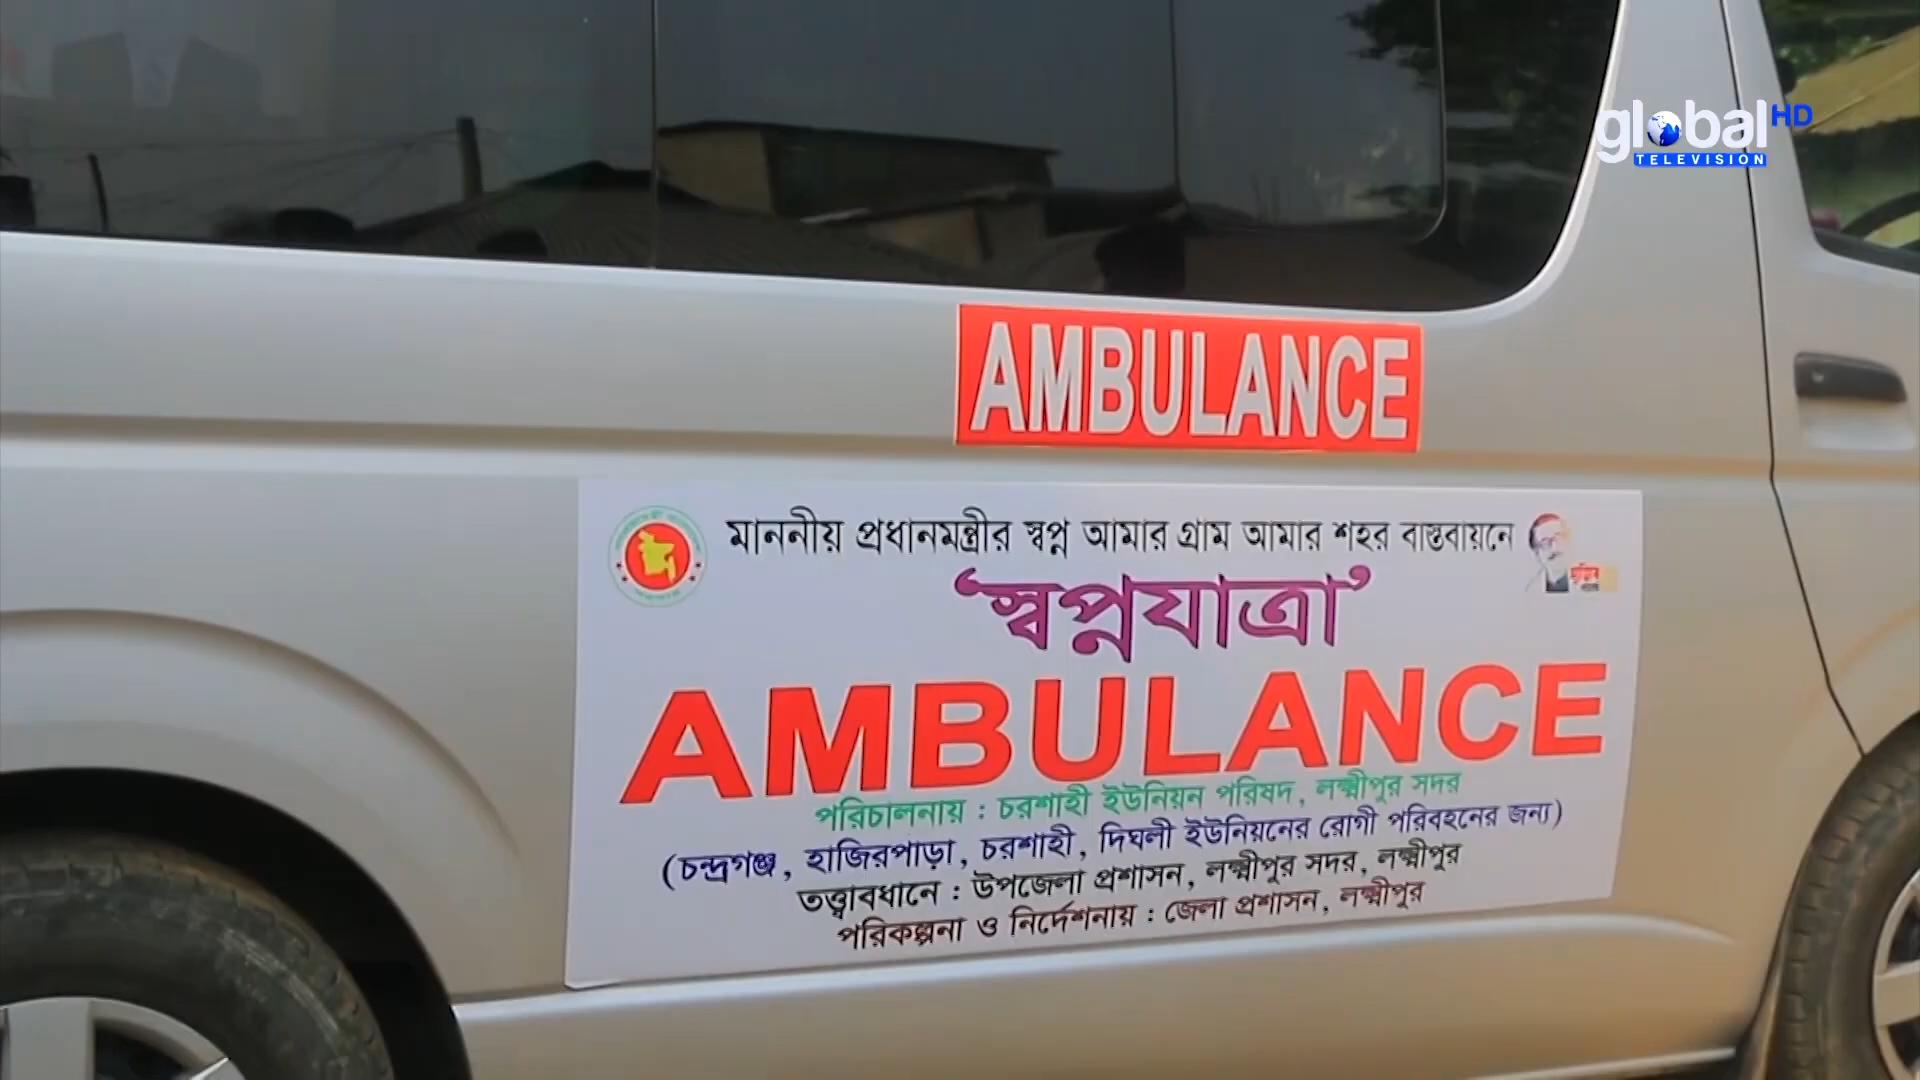 global HD
TELEVISION
AMBULANCE
মাননীয় প্রধানমন্ত্রীর স্বপ্ন আমার গ্রাম আমার শহর বাস্তবায়নে
‘স্বপ্নযাত্রা’
AMBULANCE
পরিচালনায় : চরশাহী ইউনিয়ন পরিষদ, লক্ষ্মীপুর সদর
(চন্দ্রগঞ্জ, হাজিরপাড়া, চরশাহী, দিঘলী ইউনিয়নের রোগী পরিবহনের জন্য)
তত্ত্বাবধানে : উপজেলা প্রশাসন, লক্ষ্মীপুর সদর, লক্ষ্মীপুর
পরিকল্পনা ও নির্দেশনায় : জেলা প্রশাসন, লক্ষ্মীপুর